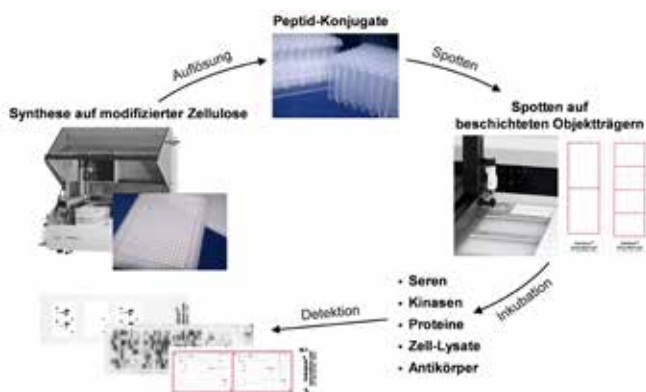 Peptid-Konjugate
Auflösung
Spotten
Synthese auf modifizierter Zellulose
Spotten auf
beschichteten Objektträgern
Inkubation
• Seren
• Kinasen
• Proteine
• Zell-Lysate
• Antikörper
Detektion